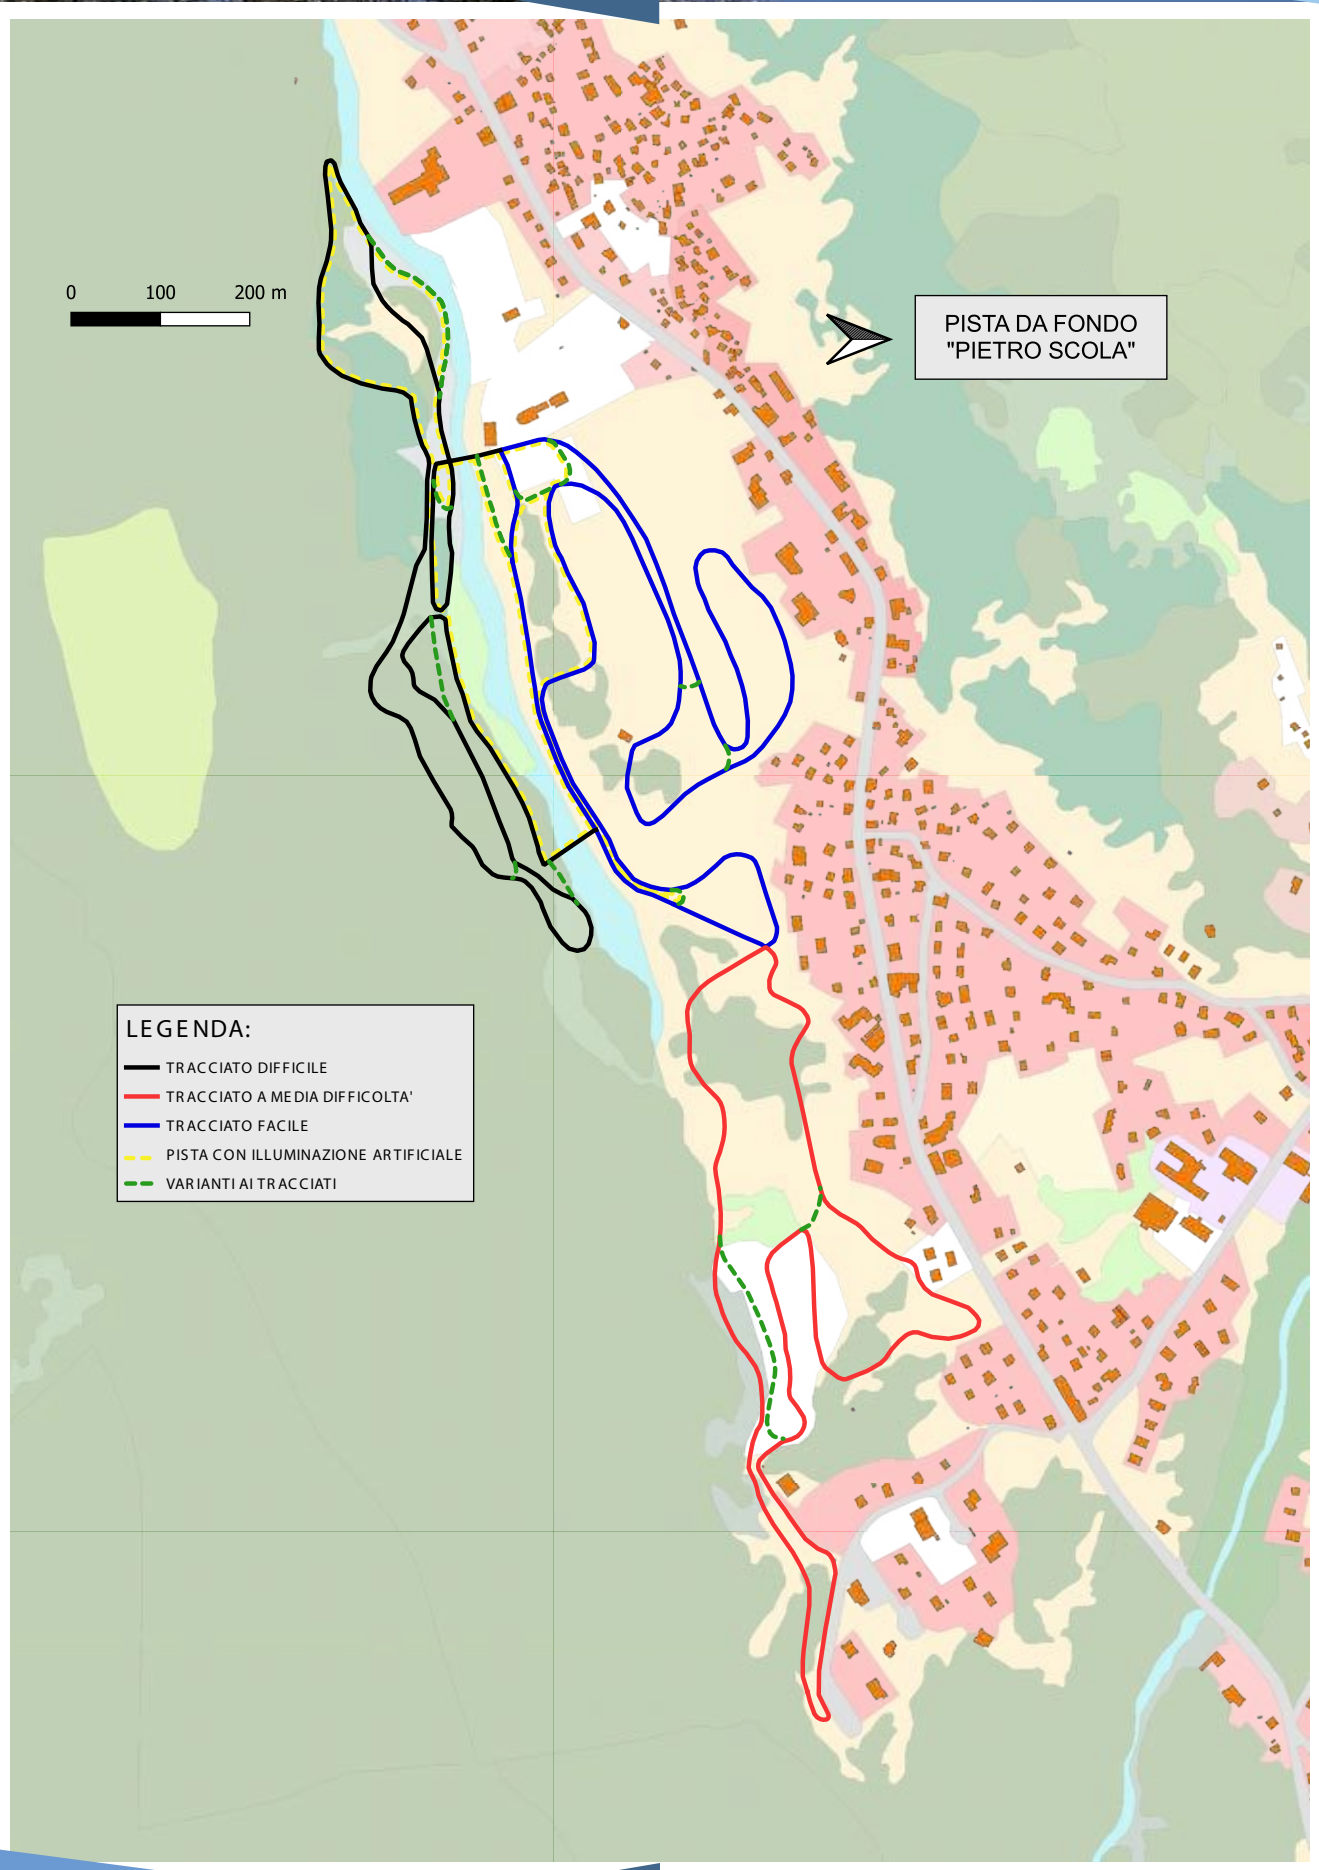 0 100 200 m
PISTA DA FONDO
"PIETRO SCOLA"
LEGENDA:
TRACCIATO DIFFICILE
TRACCIATO A MEDIA DIFFICOLTA'
TRACCIATO FACILE
PISTA CON ILLUMINAZIONE ARTIFICIALE
VARIANTI AI TRACCIATI